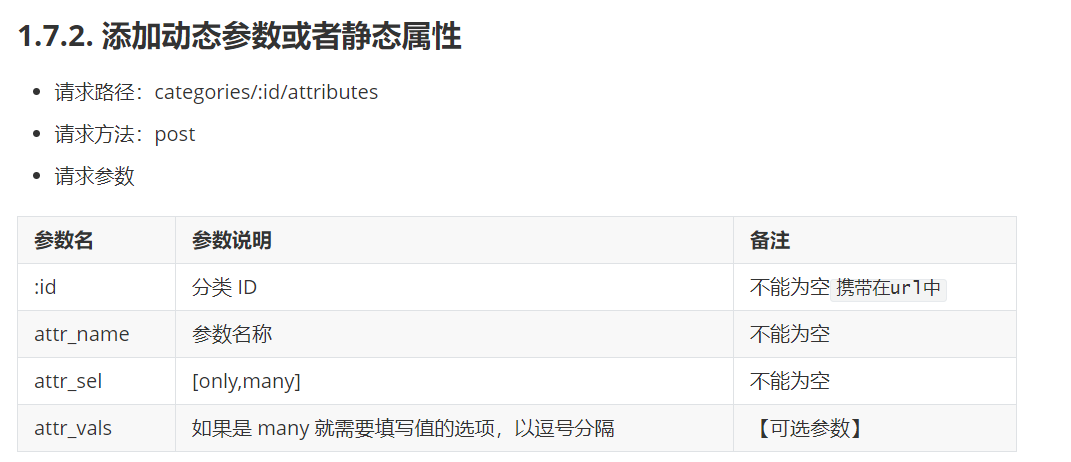 1.7.2. 添加动态参数或者静态属性
• 请求路径：categories/:id/attributes
• 请求方法：post
• 请求参数
参数名 参数说明 备注
:id 分类 ID 不能为空携带在url中
attr_name 参数名称 不能为空
attr_sel [only,many] 不能为空
attr_vals 如果是 many 就需要填写值的选项，以逗号分隔 【可选参数】